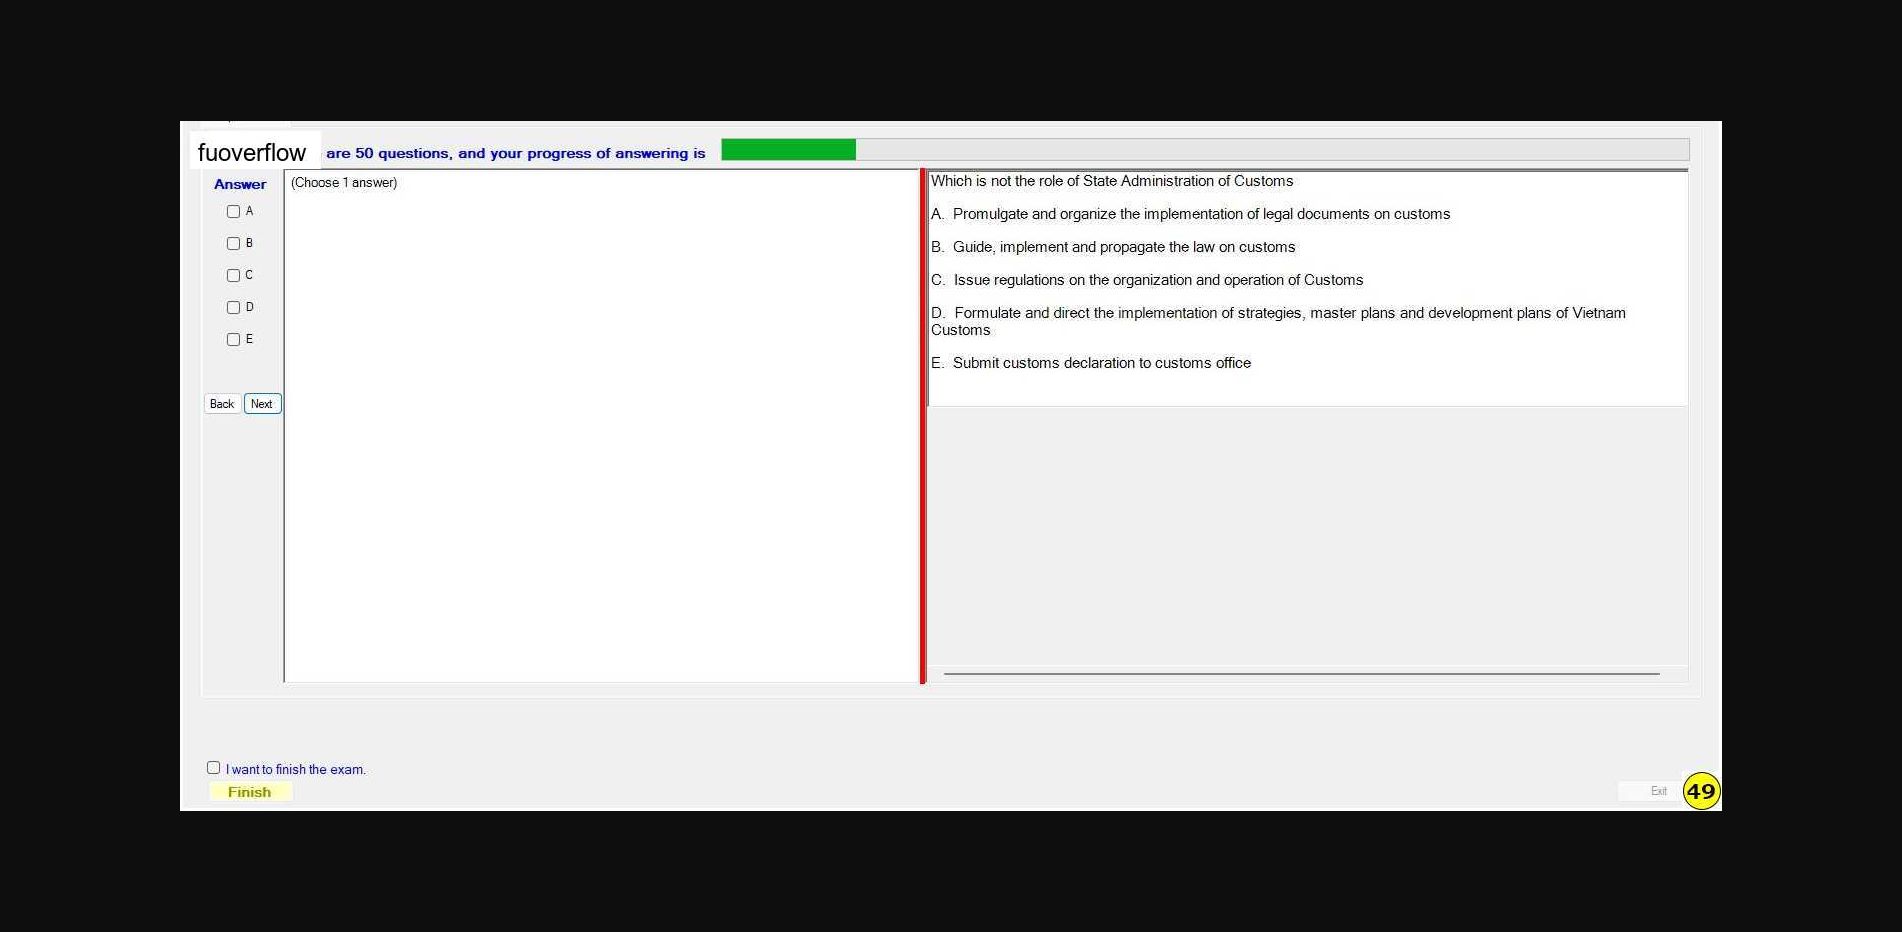 fuoverflow are 50 questions, and your progress of answering is
Answer
A
B
C
D
E
Back Next
(Choose 1 answer)
Which is not the role of State Administration of Customs
A. Promulgate and organize the implementation of legal documents on customs
B. Guide, implement and propagate the law on customs
C. Issue regulations on the organization and operation of Customs
D. Formulate and direct the implementation of strategies, master plans and development plans of Vietnam
Customs
E. Submit customs declaration to customs office
I want to finish the exam.
Finish
Exit
49